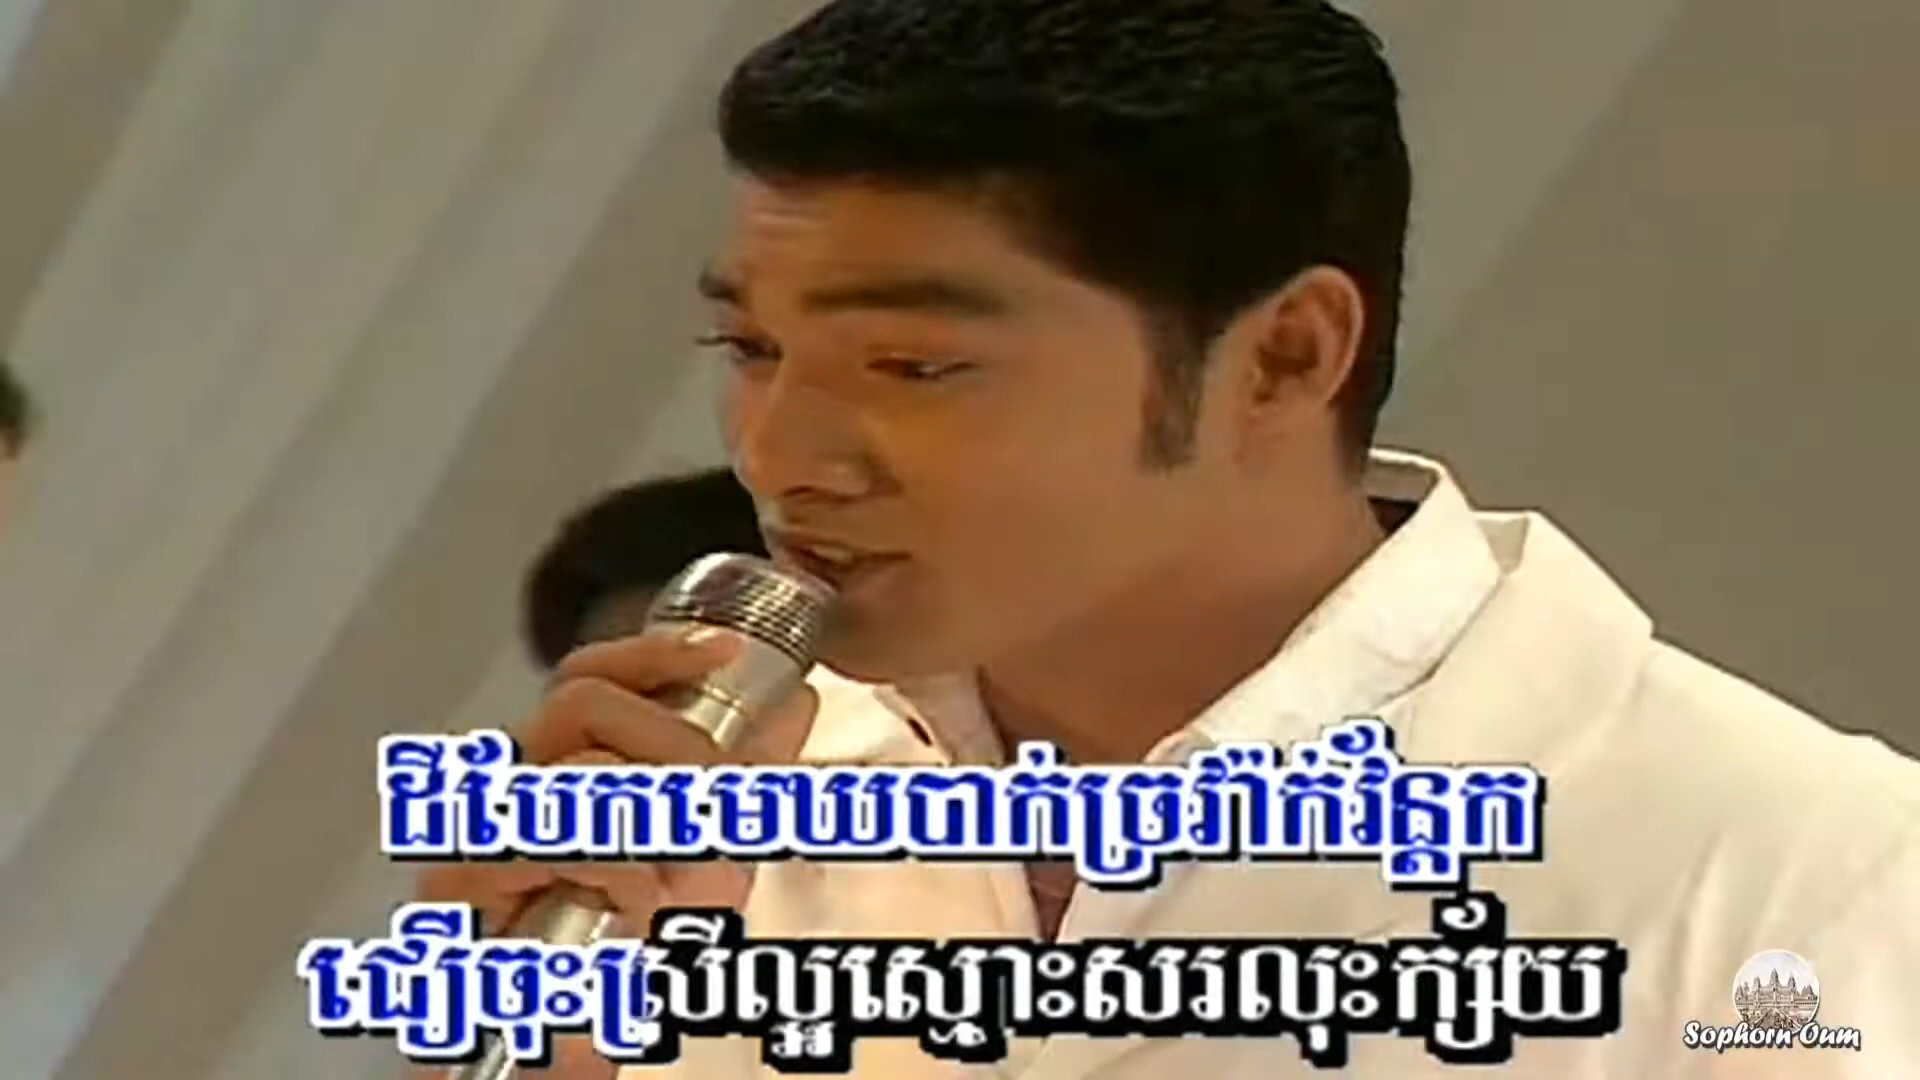 ដីបែកមេឃបាក់ច្រវ៉ាក់វ័ន្តក
ជឿចុះស្រីល្អស្មោះសរលុះក្ស័យ
Sophorn Oum